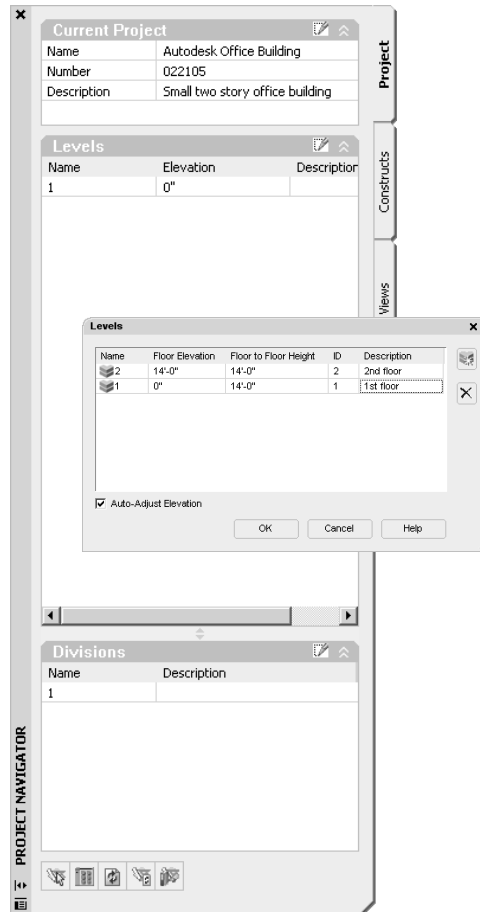 Current Project
Name Autodesk Office Building
Number 022105
Description Small two story office building
Project
Levels
Name Elevation Description
1 0"
Constructs
Views
Levels
Name Floor Elevation Floor to Floor Height ID Description
2 14'-0" 14'-0" 2 2nd floor
1 0" 14'-0" 1 1st floor
Auto-Adjust Elevation
OK Cancel Help
Divisions
Name Description
1
PROJECT NAVIGATOR